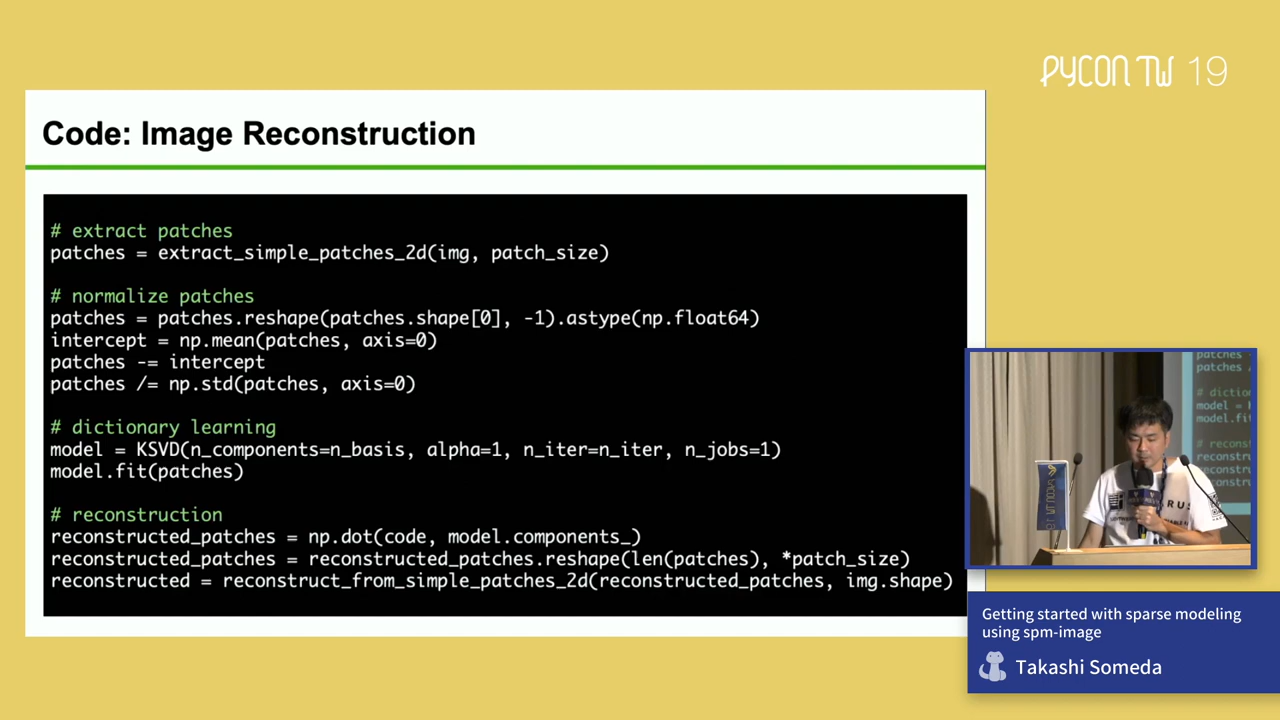 PYCON TW 19
Code: Image Reconstruction
# extract patches
patches = extract_simple_patches_2d(img, patch_size)
# normalize patches
patches = patches.reshape(patches.shape[0], -1).astype(np.float64)
intercept = np.mean(patches, axis=0)
patches -= intercept
patches /= np.std(patches, axis=0)
# dictionary learning
model = KSVD(n_components=n_basis, alpha=1, n_iter=n_iter, n_jobs=1)
model.fit(patches)
# reconstruction
reconstructed_patches = np.dot(code, model.components_)
reconstructed_patches = reconstructed_patches.reshape(len(patches), *patch_size)
reconstructed = reconstruct_from_simple_patches_2d(reconstructed_patches, img.shape)
Getting started with sparse modeling
using spm-image
Takashi Someda